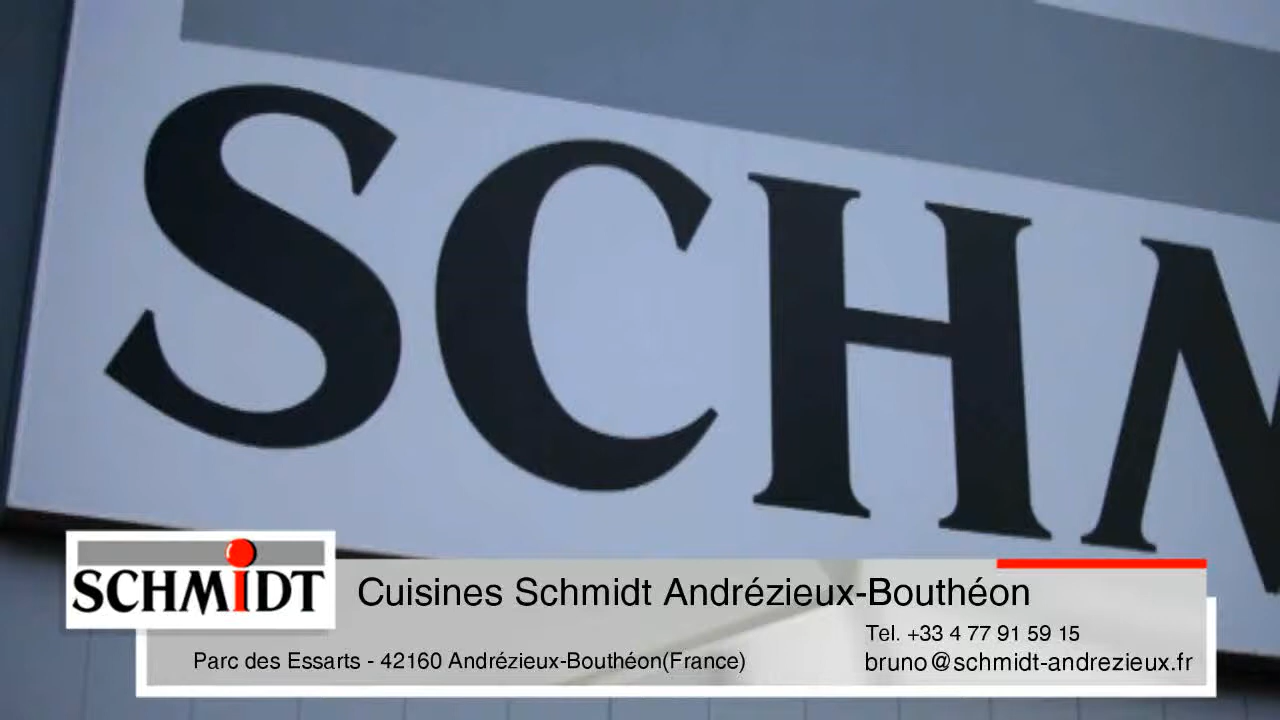 SCHM
SCHMIDT
Cuisines Schmidt Andrézieux-Bouthéon
Tel. +33 4 77 91 59 15
Parc des Essarts - 42160 Andrézieux-Bouthéon(France)
bruno@schmidt-andrezieux.fr